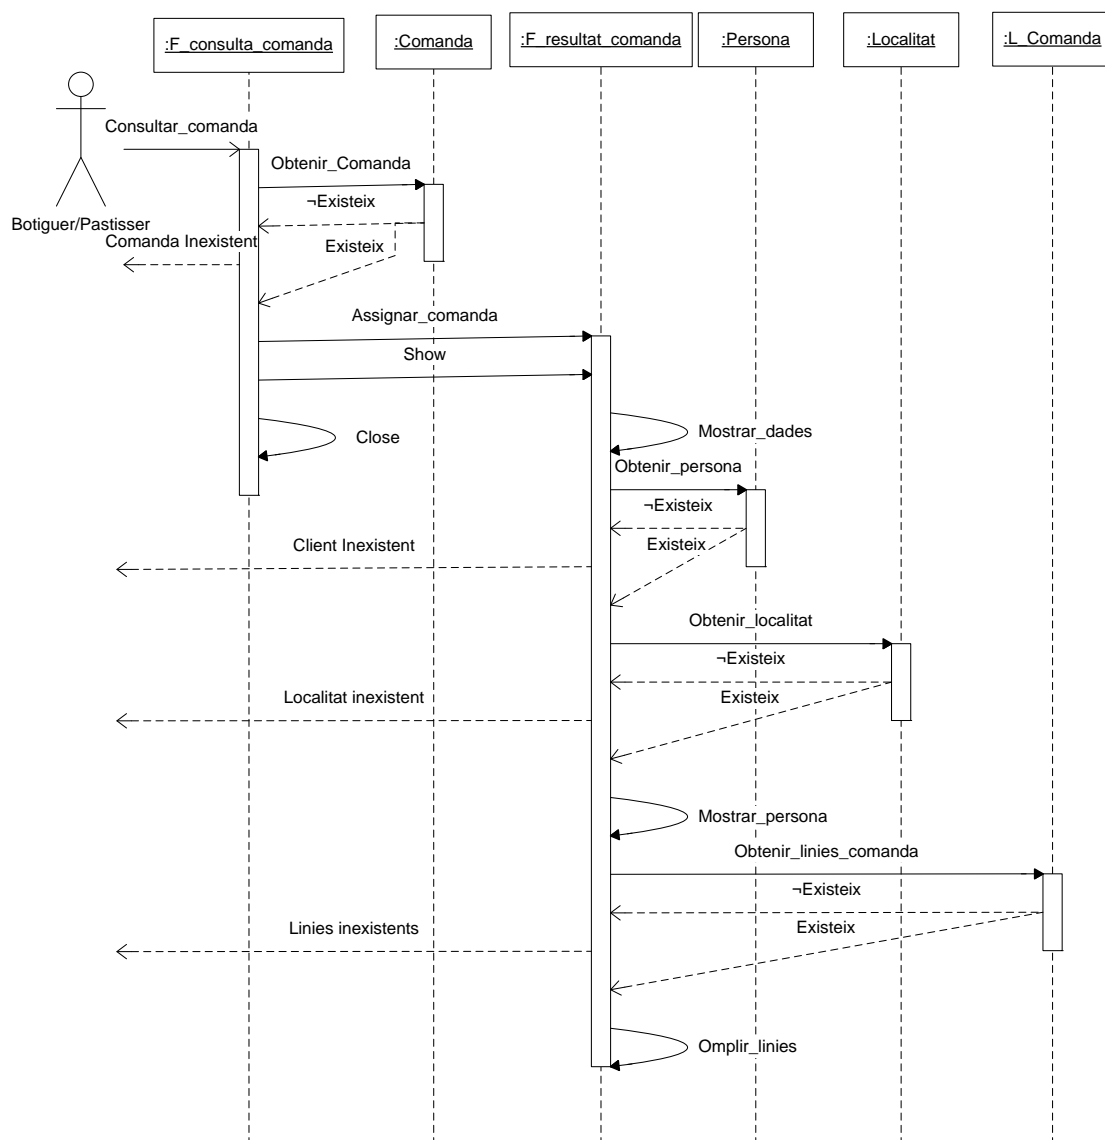 :F_consulta_comanda
:Comanda
:F_resultat_comanda
:Persona
:Localitat
:L_Comanda
Consultar_comanda
Botiguer/Pastisser
Obtenir_Comanda
¬Existeix
Comanda Inexistent
Existeix
Assignar_comanda
Show
Close
Mostrar_dades
Obtenir_persona
¬Existeix
Existeix
Client Inexistent
Obtenir_localitat
¬Existeix
Existeix
Localitat inexistent
Mostrar_persona
Obtenir_linies_comanda
¬Existeix
Existeix
Linies inexistents
Omplir_linies